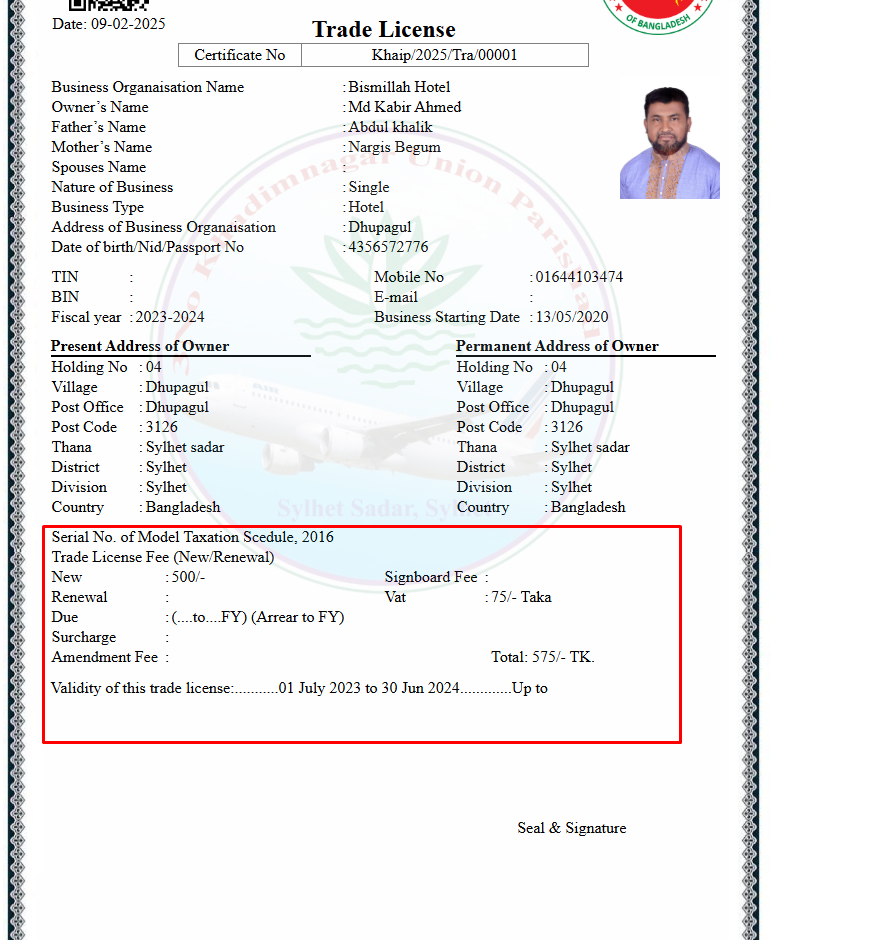 OF BANGLADESH
Date: 09-02-2025
Trade License
Certificate No Khaip/2025/Tra/00001
Business Organaisation Name : Bismillah Hotel
Owner's Name : Md Kabir Ahmed
Father's Name : Abdul khalik
Mother's Name : Nargis Begum
Spouses Name :
Nature of Business : Single
Business Type : Hotel
Address of Business Organaisation : Dhupagul
Date of birth/Nid/Passport No : 4356572776
TIN : Mobile No : 01644103474
BIN : E-mail :
Fiscal year : 2023-2024 Business Starting Date : 13/05/2020
Present Address of Owner Permanent Address of Owner
Holding No : 04 Holding No : 04
Village : Dhupagul Village : Dhupagul
Post Office : Dhupagul Post Office : Dhupagul
Post Code : 3126 Post Code : 3126
Thana : Sylhet sadar Thana : Sylhet sadar
District : Sylhet District : Sylhet
Division : Sylhet Division : Sylhet
Country : Bangladesh Country : Bangladesh
Serial No. of Model Taxation Scedule, 2016
Trade License Fee (New/Renewal)
New : 500/- Signboard Fee :
Renewal : Vat : 75/- Taka
Due : (....to....FY) (Arrear to FY)
Surcharge :
Amendment Fee : Total: 575/- TK.
Validity of this trade license:...........01 July 2023 to 30 Jun 2024.............Up to
Seal & Signature
3 No Khadimnagar Union Parishad
Sylhet Sadar,